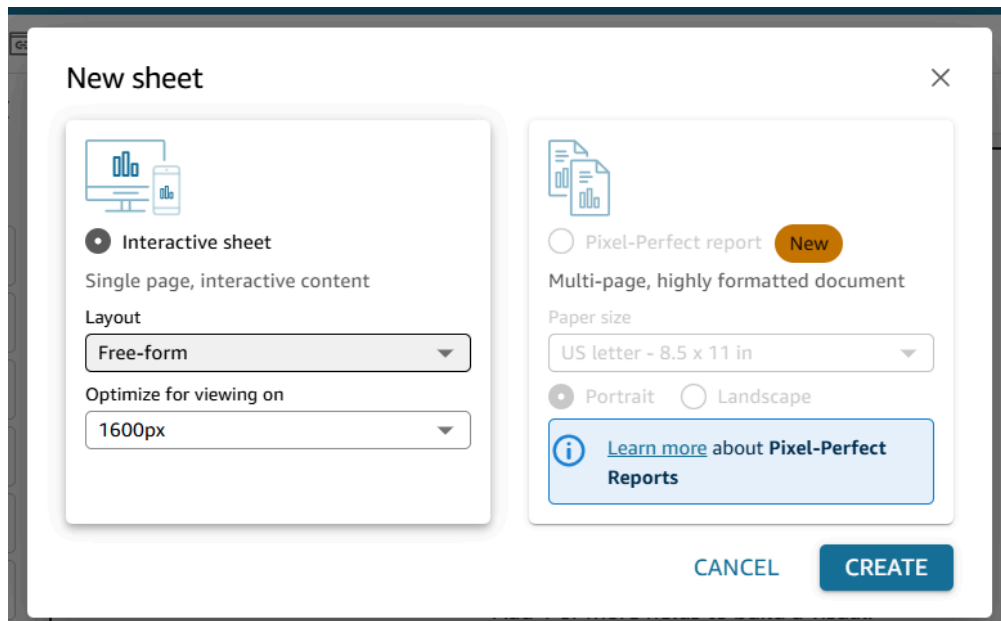 New sheet
Interactive sheet
Single page, interactive content
Layout
Free-form
Optimize for viewing on
1600px
Pixel-Perfect report New
Multi-page, highly formatted document
Paper size
US letter - 8.5 x 11 in
Portrait Landscape
Learn more about Pixel-Perfect
Reports
CANCEL CREATE